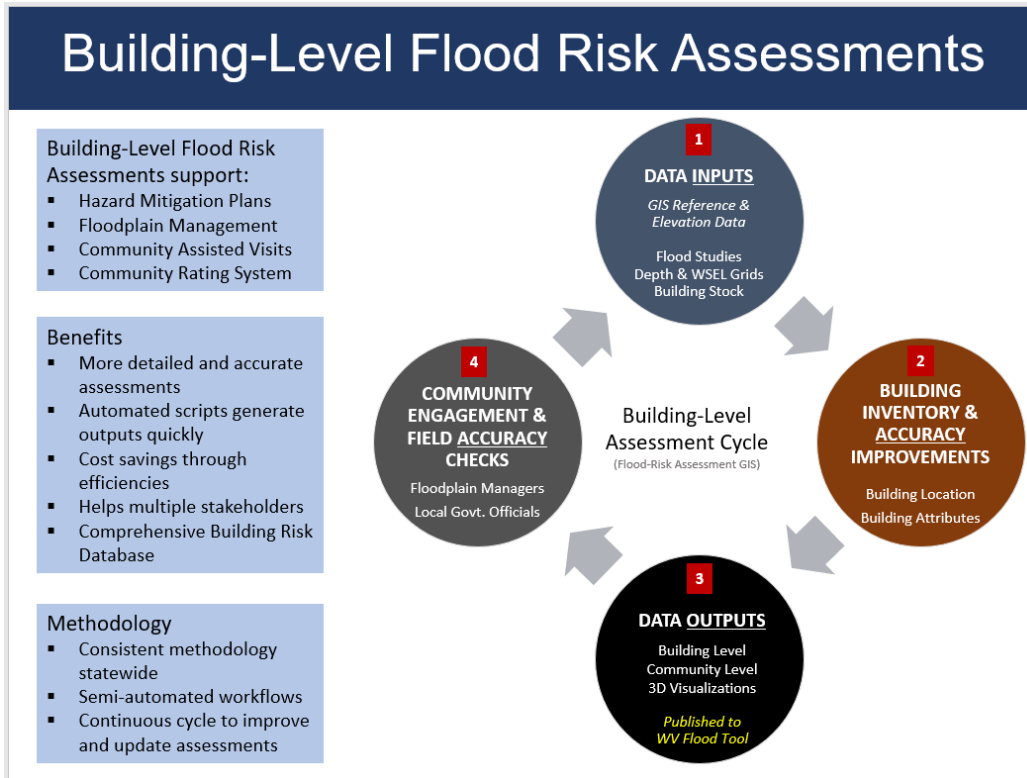 Building-Level Flood Risk Assessments
Building-Level Flood Risk
Assessments support:
▪ Hazard Mitigation Plans
▪ Floodplain Management
▪ Community Assisted Visits
▪ Community Rating System
Benefits
▪ More detailed and accurate
assessments
▪ Automated scripts generate
outputs quickly
▪ Cost savings through
efficiencies
▪ Helps multiple stakeholders
▪ Comprehensive Building Risk
Database
Methodology
▪ Consistent methodology
statewide
▪ Semi-automated workflows
▪ Continuous cycle to improve
and update assessments
1
DATA INPUTS
GIS Reference &
Elevation Data
Flood Studies
Depth & WSEL Grids
Building Stock
2
BUILDING
INVENTORY &
ACCURACY
IMPROVEMENTS
Building Location
Building Attributes
3
DATA OUTPUTS
Building Level
Community Level
3D Visualizations
Published to
WV Flood Tool
4
COMMUNITY
ENGAGEMENT &
FIELD ACCURACY
CHECKS
Floodplain Managers
Local Govt. Officials
Building-Level
Assessment Cycle
(Flood-Risk Assessment GIS)